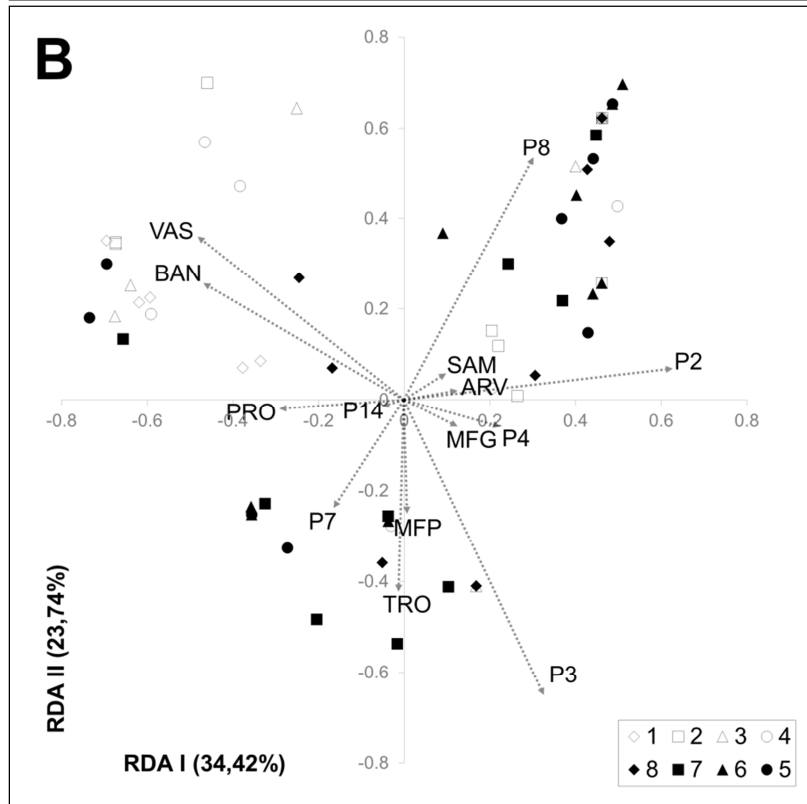 B
0.8
0.6
P8
0.4
VAS
BAN
0.2
SAM
P2
ARV
PRO
P14
0
-0.8
-0.6
-0.4
-0.2
0
0.2
0.4
0.6
0.8
MFG
P4
-0.2
P7
MFP
-0.4
TRO
P3
-0.6
-0.8
RDA II (23,74%)
RDA I (34,42%)
1 2 3 4
8 7 6 5